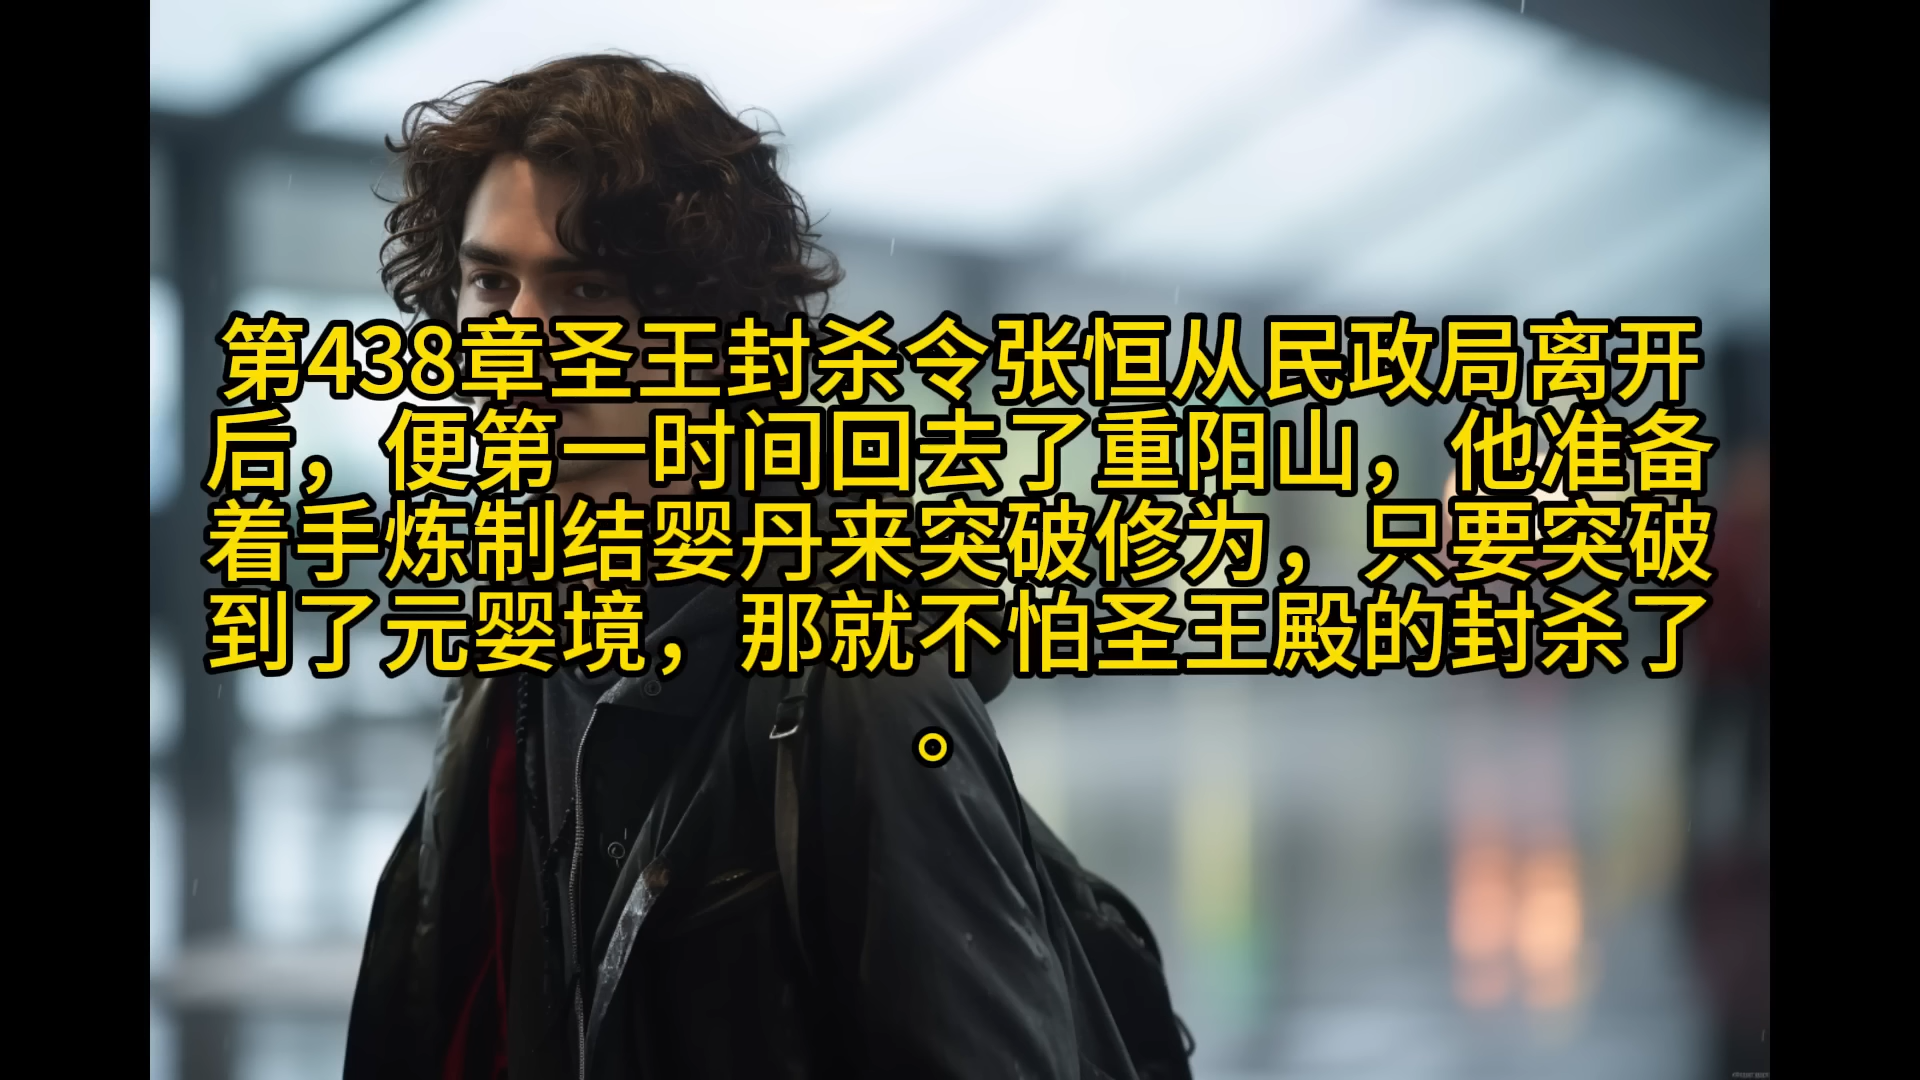 第438章圣王封杀令张恒从民政局离开
后，便第一时间回去了重阳山，他准备
着手炼制结婴丹来突破修为，只要突破
到了元婴境，那就不怕圣王殿的封杀了
。